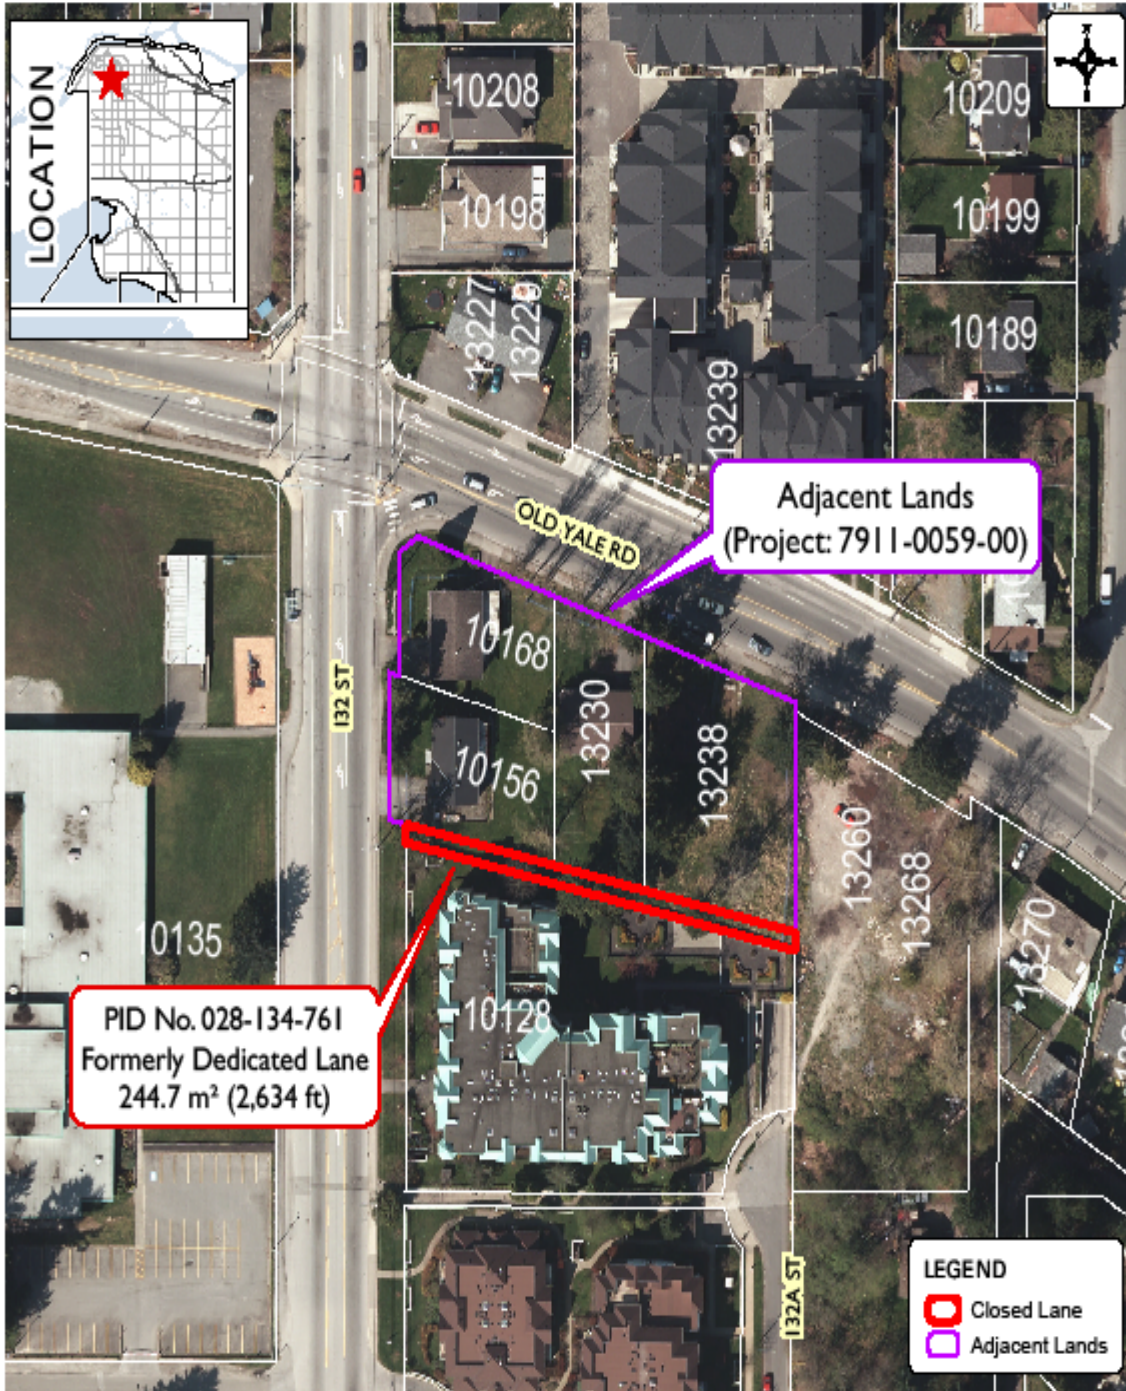 LOCATION
N
10208
10209
10198
10199
13227
13226
10189
13239
Adjacent Lands
(Project: 7911-0059-00)
OLD YALE RD
10168
132 ST
13230
13238
10156
13260
13268
13270
10135
10128
PID No. 028-134-761
Formerly Dedicated Lane
244.7 m² (2,634 ft)
132A ST
LEGEND
Closed Lane
Adjacent Lands